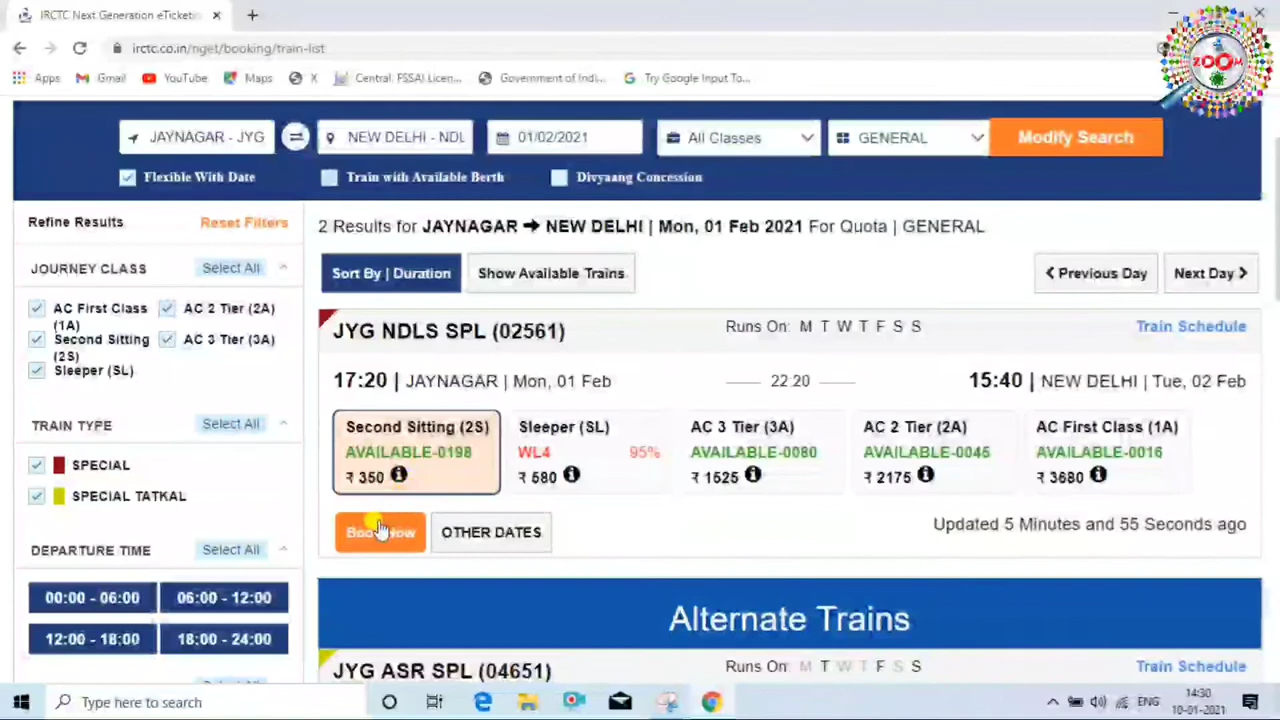 IRCTC Next Generation eTicketi
irctc.co.in/nget/booking/train-list
Apps Gmail YouTube Maps X Central: FSSAI Licen... Government of Indi... Try Google Input To...
ZOOM
JAYNAGAR - JYG NEW DELHI - NDL 01/02/2021 All Classes GENERAL Modify Search
Flexible With Date Train with Available Berth Divyaang Concession
Refine Results Reset Filters
2 Results for JAYNAGAR ➔ NEW DELHI | Mon, 01 Feb 2021 For Quota | GENERAL
JOURNEY CLASS Select All
Sort By | Duration Show Available Trains Previous Day Next Day
AC First Class (1A) AC 2 Tier (2A)
Second Sitting (2S) AC 3 Tier (3A)
Sleeper (SL)
JYG NDLS SPL (02561) Runs On: M T W T F S S Train Schedule
17:20 | JAYNAGAR | Mon, 01 Feb 22 20 15:40 | NEW DELHI | Tue, 02 Feb
Second Sitting (2S) Sleeper (SL) AC 3 Tier (3A) AC 2 Tier (2A) AC First Class (1A)
AVAILABLE-0198 WL4 95% AVAILABLE-0080 AVAILABLE-0045 AVAILABLE-0016
₹ 350 ₹ 580 ₹ 1525 ₹ 2175 ₹ 3680
TRAIN TYPE Select All
SPECIAL
SPECIAL TATKAL
Book Now OTHER DATES Updated 5 Minutes and 55 Seconds ago
DEPARTURE TIME Select All
00:00 - 06:00 06:00 - 12:00
12:00 - 18:00 18:00 - 24:00
Alternate Trains
JYG ASR SPL (04651) Runs On: M T W T F S S Train Schedule
Type here to search ENG 14:30
10-01-2021